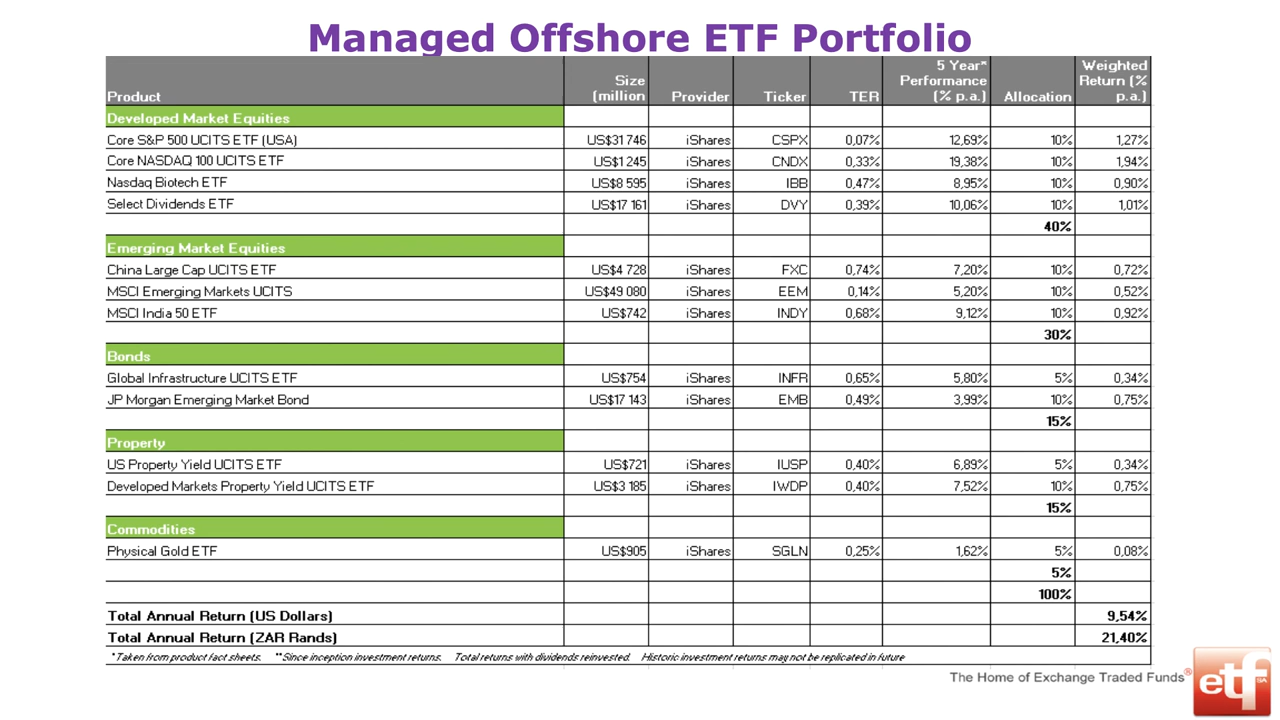 Managed Offshore ETF Portfolio
Product Size (million Provider Ticker TER 5 Year* Performance (% p.a.) Allocation Weighted Return (% p.a.)
Developed Market Equities
Core S&P 500 UCITS ETF (USA) US$31 746 iShares CSPX 0,07% 12,69% 10% 1,27%
Core NASDAQ 100 UCITS ETF US$1 245 iShares CNDX 0,33% 19,38% 10% 1,94%
Nasdaq Biotech ETF US$8 595 iShares IBB 0,47% 8,95% 10% 0,90%
Select Dividends ETF US$17 161 iShares DVY 0,39% 10,06% 10% 1,01%
40%
Emerging Market Equities
China Large Cap UCITS ETF US$4 728 iShares FXC 0,74% 7,20% 10% 0,72%
MSCI Emerging Markets UCITS US$49 080 iShares EEM 0,14% 5,20% 10% 0,52%
MSCI India 50 ETF US$742 iShares INDY 0,68% 9,12% 10% 0,92%
30%
Bonds
Global Infrastructure UCITS ETF US$754 iShares INFR 0,65% 5,80% 5% 0,34%
JP Morgan Emerging Market Bond US$17 143 iShares EMB 0,49% 3,99% 10% 0,75%
15%
Property
US Property Yield UCITS ETF US$721 iShares IUSP 0,40% 6,89% 5% 0,34%
Developed Markets Property Yield UCITS ETF US$3 185 iShares IWDP 0,40% 7,52% 10% 0,75%
15%
Commodities
Physical Gold ETF US$905 iShares SGLN 0,25% 1,62% 5% 0,08%
5%
100%
Total Annual Return (US Dollars) 9,54%
Total Annual Return (ZAR Rands) 21,40%
*Taken from product fact sheets. **Since inception investment returns. Total returns with dividends reinvested. Historic investment returns may not be replicated in future
The Home of Exchange Traded Funds®
etfSA